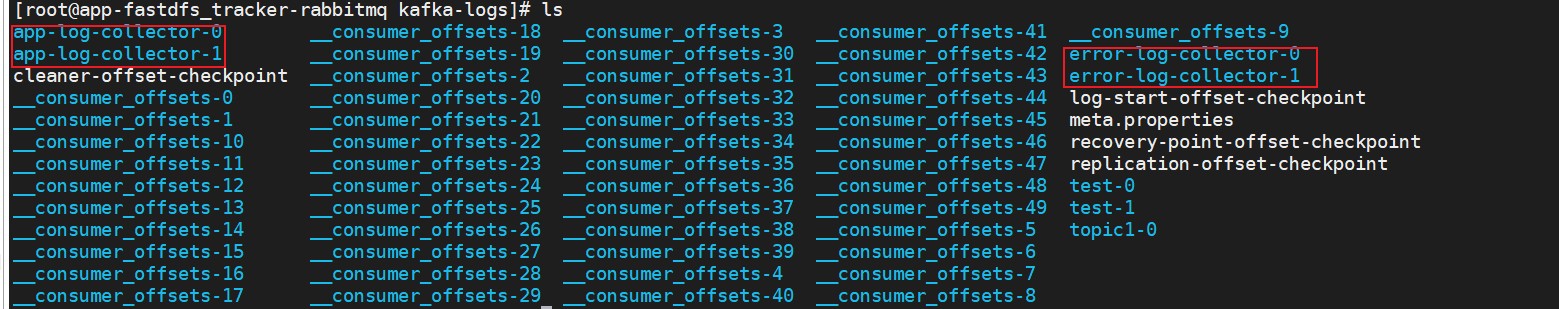 [root@app-fastdfs_tracker-rabbitmq kafka-logs]# ls
app-log-collector-0 __consumer_offsets-18 __consumer_offsets-3 __consumer_offsets-41 __consumer_offsets-9
app-log-collector-1 __consumer_offsets-19 __consumer_offsets-30 __consumer_offsets-42 error-log-collector-0
cleaner-offset-checkpoint __consumer_offsets-2 __consumer_offsets-31 __consumer_offsets-43 error-log-collector-1
__consumer_offsets-0 __consumer_offsets-20 __consumer_offsets-32 __consumer_offsets-44 log-start-offset-checkpoint
__consumer_offsets-1 __consumer_offsets-21 __consumer_offsets-33 __consumer_offsets-45 meta.properties
__consumer_offsets-10 __consumer_offsets-22 __consumer_offsets-34 __consumer_offsets-46 recovery-point-offset-checkpoint
__consumer_offsets-11 __consumer_offsets-23 __consumer_offsets-35 __consumer_offsets-47 replication-offset-checkpoint
__consumer_offsets-12 __consumer_offsets-24 __consumer_offsets-36 __consumer_offsets-48 test-0
__consumer_offsets-13 __consumer_offsets-25 __consumer_offsets-37 __consumer_offsets-49 test-1
__consumer_offsets-14 __consumer_offsets-26 __consumer_offsets-38 __consumer_offsets-5 topic1-0
__consumer_offsets-15 __consumer_offsets-27 __consumer_offsets-39 __consumer_offsets-6
__consumer_offsets-16 __consumer_offsets-28 __consumer_offsets-4 __consumer_offsets-7
__consumer_offsets-17 __consumer_offsets-29 __consumer_offsets-40 __consumer_offsets-8